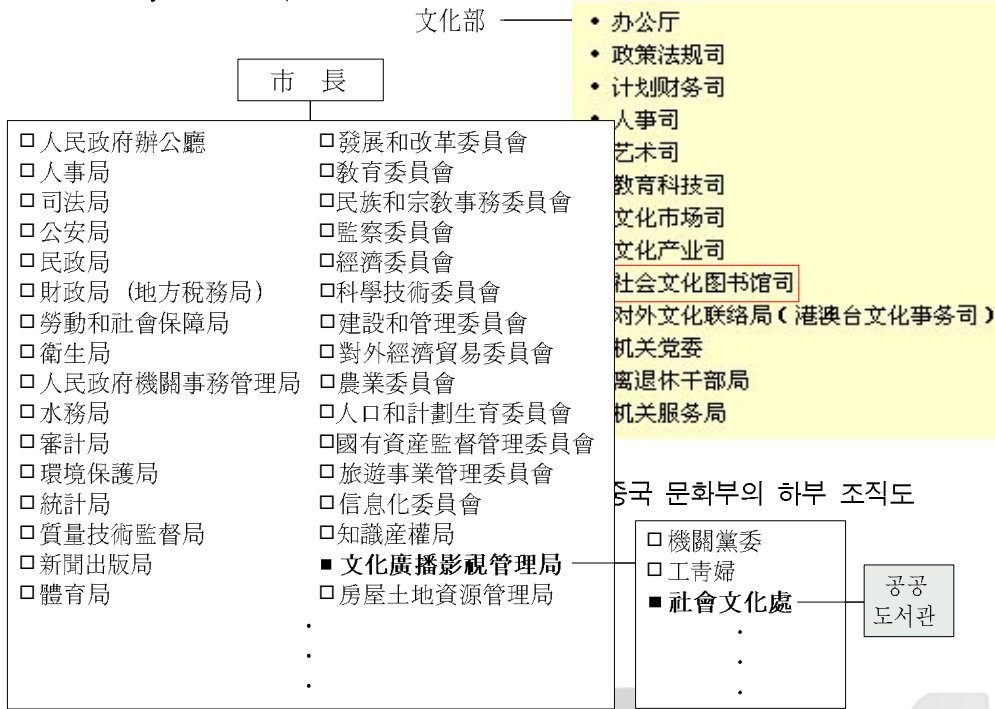 文化部
• 办公厅
• 政策法规司
• 计划财务司
• 人事司
艺术司
教育科技司
文化市场司
文化产业司
社会文化图书馆司
对外文化联络局(港澳台文化事务司)
机关党委
离退休干部局
机关服务局
중국 문화부의 하부 조직도
市 長
□人民政府辦公廳
□人事局
□司法局
□公安局
□民政局
□財政局 (地方稅務局)
□勞動和社會保障局
□衛生局
□人民政府機關事務管理局
□水務局
□審計局
□環境保護局
□統計局
□質量技術監督局
□新聞出版局
□體育局
□發展和改革委員會
□敎育委員會
□民族和宗敎事務委員會
□監察委員會
□經濟委員會
□科學技術委員會
□建設和管理委員會
□對外經濟貿易委員會
□農業委員會
□人口和計劃生育委員會
□國有資産監督管理委員會
□旅遊事業管理委員會
□信息化委員會
□知識産權局
■文化廣播影視管理局
□房屋土地資源管理局
□機關黨委
□工靑婦
■社會文化處
공공
도서관